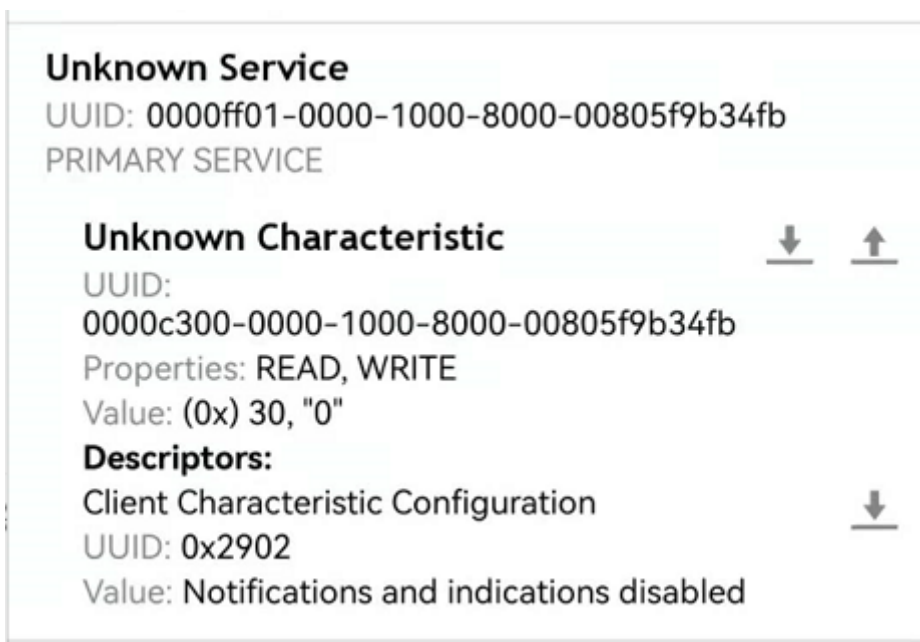 Unknown Service
UUID: 0000ff01-0000-1000-8000-00805f9b34fb
PRIMARY SERVICE
Unknown Characteristic
UUID:
0000c300-0000-1000-8000-00805f9b34fb
Properties: READ, WRITE
Value: (0x) 30, "0"
Descriptors:
Client Characteristic Configuration
UUID: 0x2902
Value: Notifications and indications disabled